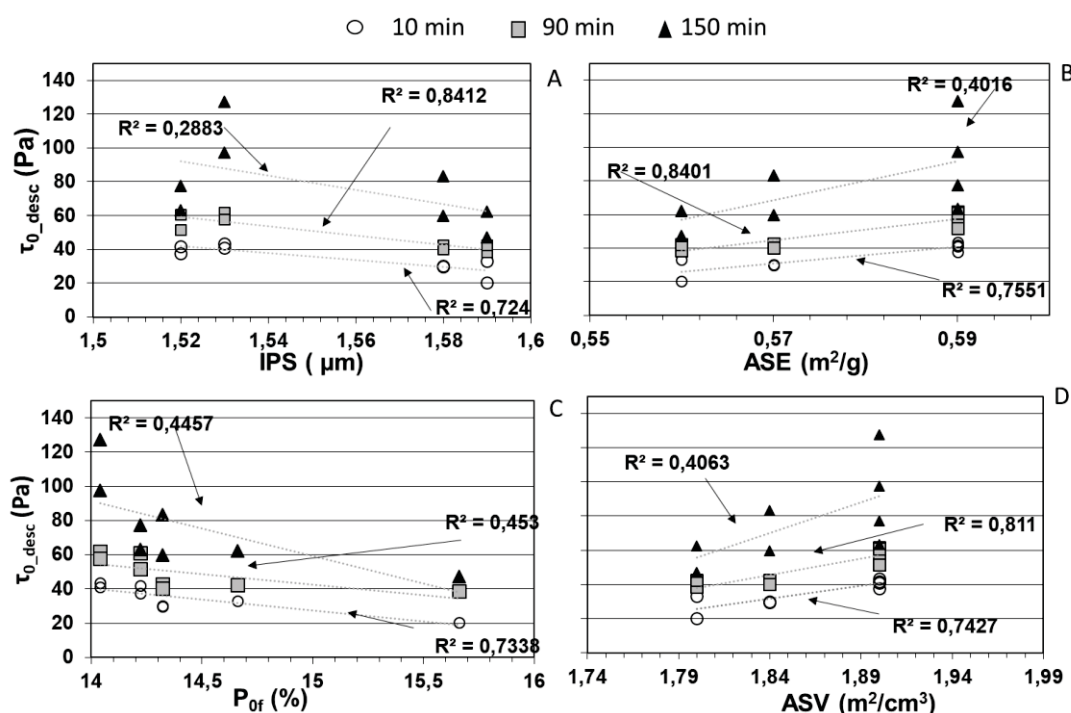 10 min 90 min 150 min
A
140
120
100
80
60
40
20
0
τ0_desc (Pa)
R² = 0,8412
R² = 0,2883
R² = 0,724
1,5 1,52 1,54 1,56 1,58 1,6
IPS ( µm)
B
R² = 0,4016
R² = 0,8401
R² = 0,7551
0,55 0,57 0,59
ASE (m²/g)
C
140
120
100
80
60
40
20
0
τ0_desc (Pa)
R² = 0,4457
R² = 0,453
R² = 0,7338
14 14,5 15 15,5 16
P0f (%)
D
R² = 0,4063
R² = 0,811
R² = 0,7427
1,74 1,79 1,84 1,89 1,94 1,99
ASV (m²/cm³)